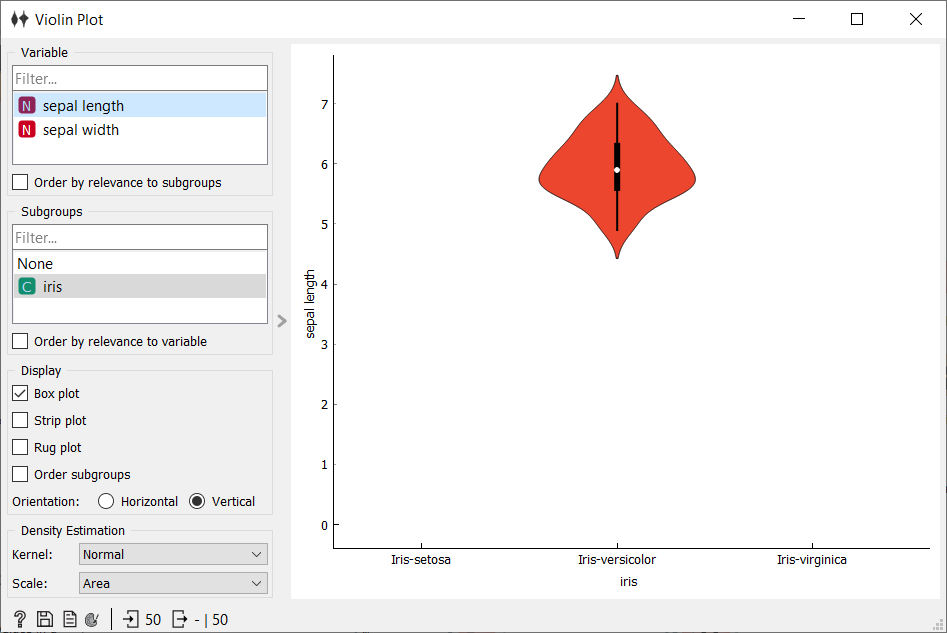 Violin Plot
Variable
Filter...
N sepal length
N sepal width
Order by relevance to subgroups
Subgroups
Filter...
None
C iris
Order by relevance to variable
Display
Box plot
Strip plot
Rug plot
Order subgroups
Orientation: Horizontal Vertical
Density Estimation
Kernel: Normal
Scale: Area
? 50 - | 50
sepal length
7
6
5
4
3
2
1
0
Iris-setosa Iris-versicolor Iris-virginica
iris